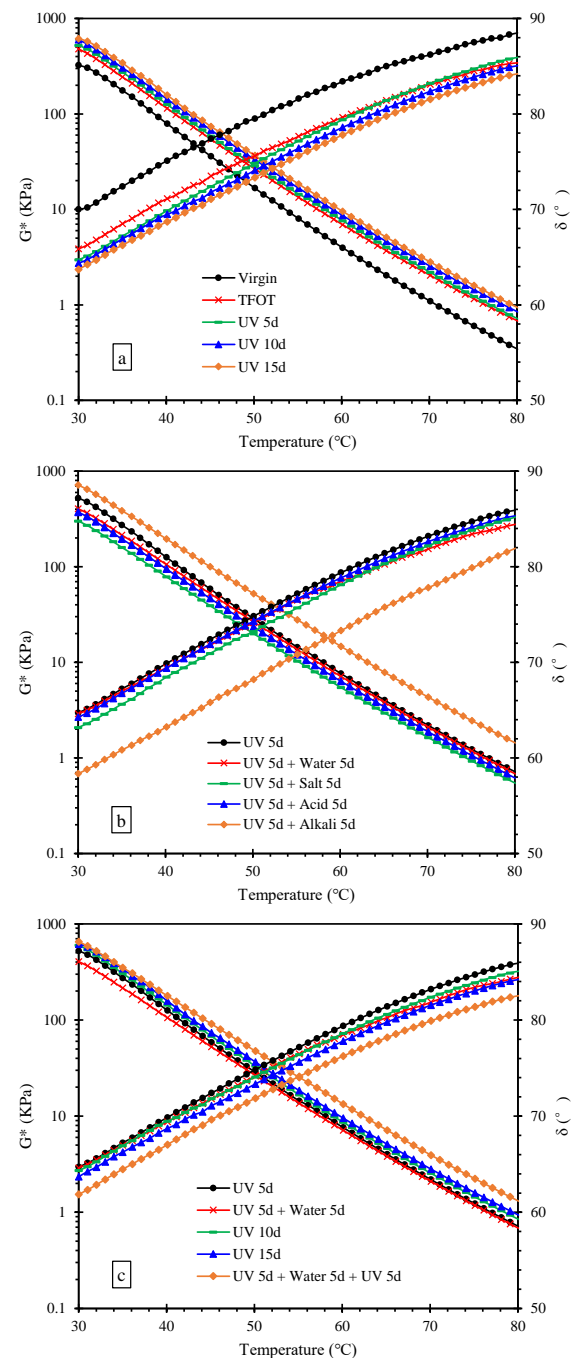 1000
100
10
1
0.1
G* (KPa)
90
80
70
60
50
δ (°)
Virgin
TFOT
UV 5d
UV 10d
UV 15d
a
30
40
50
60
70
80
Temperature (℃)
1000
100
10
1
0.1
G* (KPa)
90
80
70
60
50
δ (°)
UV 5d
UV 5d + Water 5d
UV 5d + Salt 5d
UV 5d + Acid 5d
UV 5d + Alkali 5d
b
30
40
50
60
70
80
Temperature (℃)
1000
100
10
1
0.1
G* (KPa)
90
80
70
60
50
δ (°)
UV 5d
UV 5d + Water 5d
UV 10d
UV 15d
UV 5d + Water 5d + UV 5d
c
30
40
50
60
70
80
Temperature (℃)